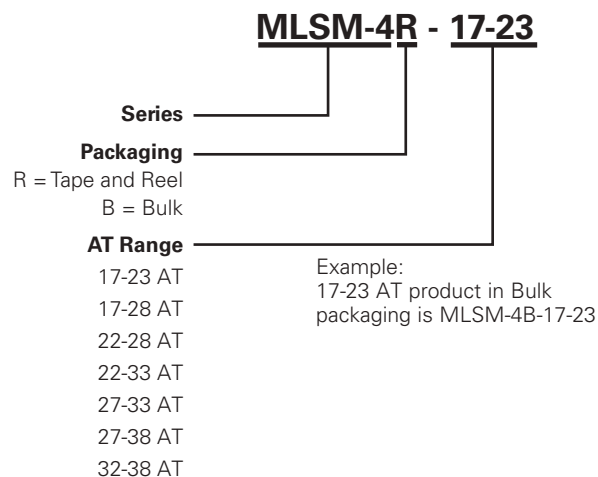 MLSM-4R - 17-23
Series
Packaging
R = Tape and Reel
B = Bulk
AT Range
17-23 AT
17-28 AT
22-28 AT
22-33 AT
27-33 AT
27-38 AT
32-38 AT
Example:
17-23 AT product in Bulk
packaging is MLSM-4B-17-23